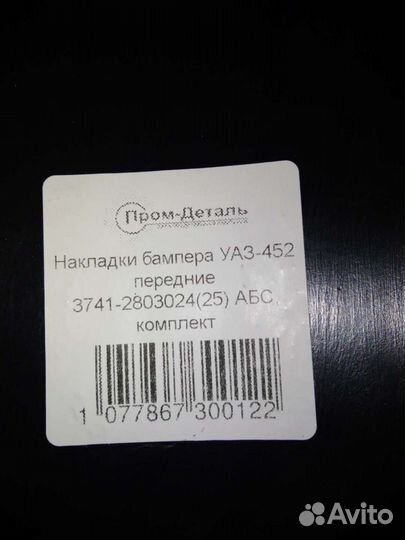 Пром-Деталь
Накладки бампера УАЗ-452
передние
3741-2803024(25) АБС,
комплект
1 077867 300122
Avito